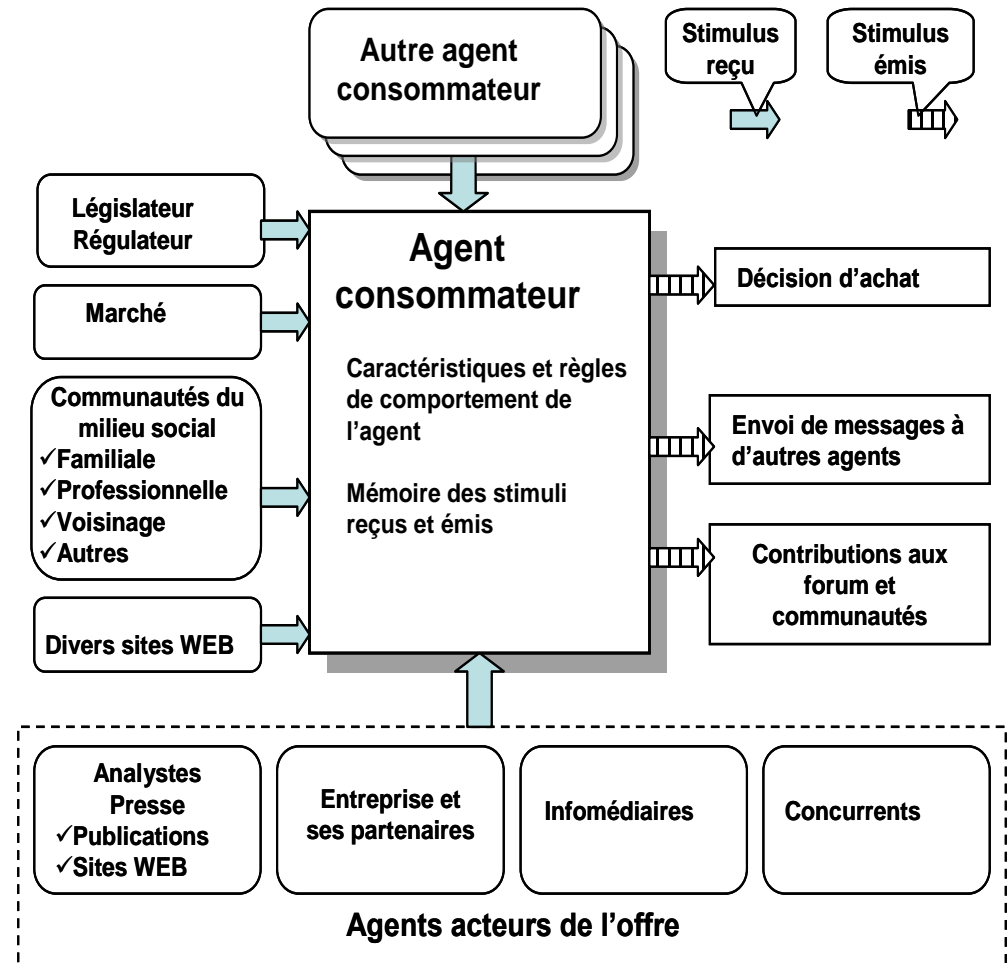 Autre agent
consommateur
Stimulus
reçu
Stimulus
émis
Législateur
Régulateur
Marché
Communautés du
milieu social
✓Familiale
✓Professionnelle
✓Voisinage
✓Autres
Divers sites WEB
Agent
consommateur
Caractéristiques et règles
de comportement de
l’agent
Mémoire des stimuli
reçus et émis
Décision d’achat
Envoi de messages à
d’autres agents
Contributions aux
forum et
communautés
Analystes
Presse
✓Publications
✓Sites WEB
Entreprise et
ses partenaires
Infomédiaires
Concurrents
Agents acteurs de l’offre